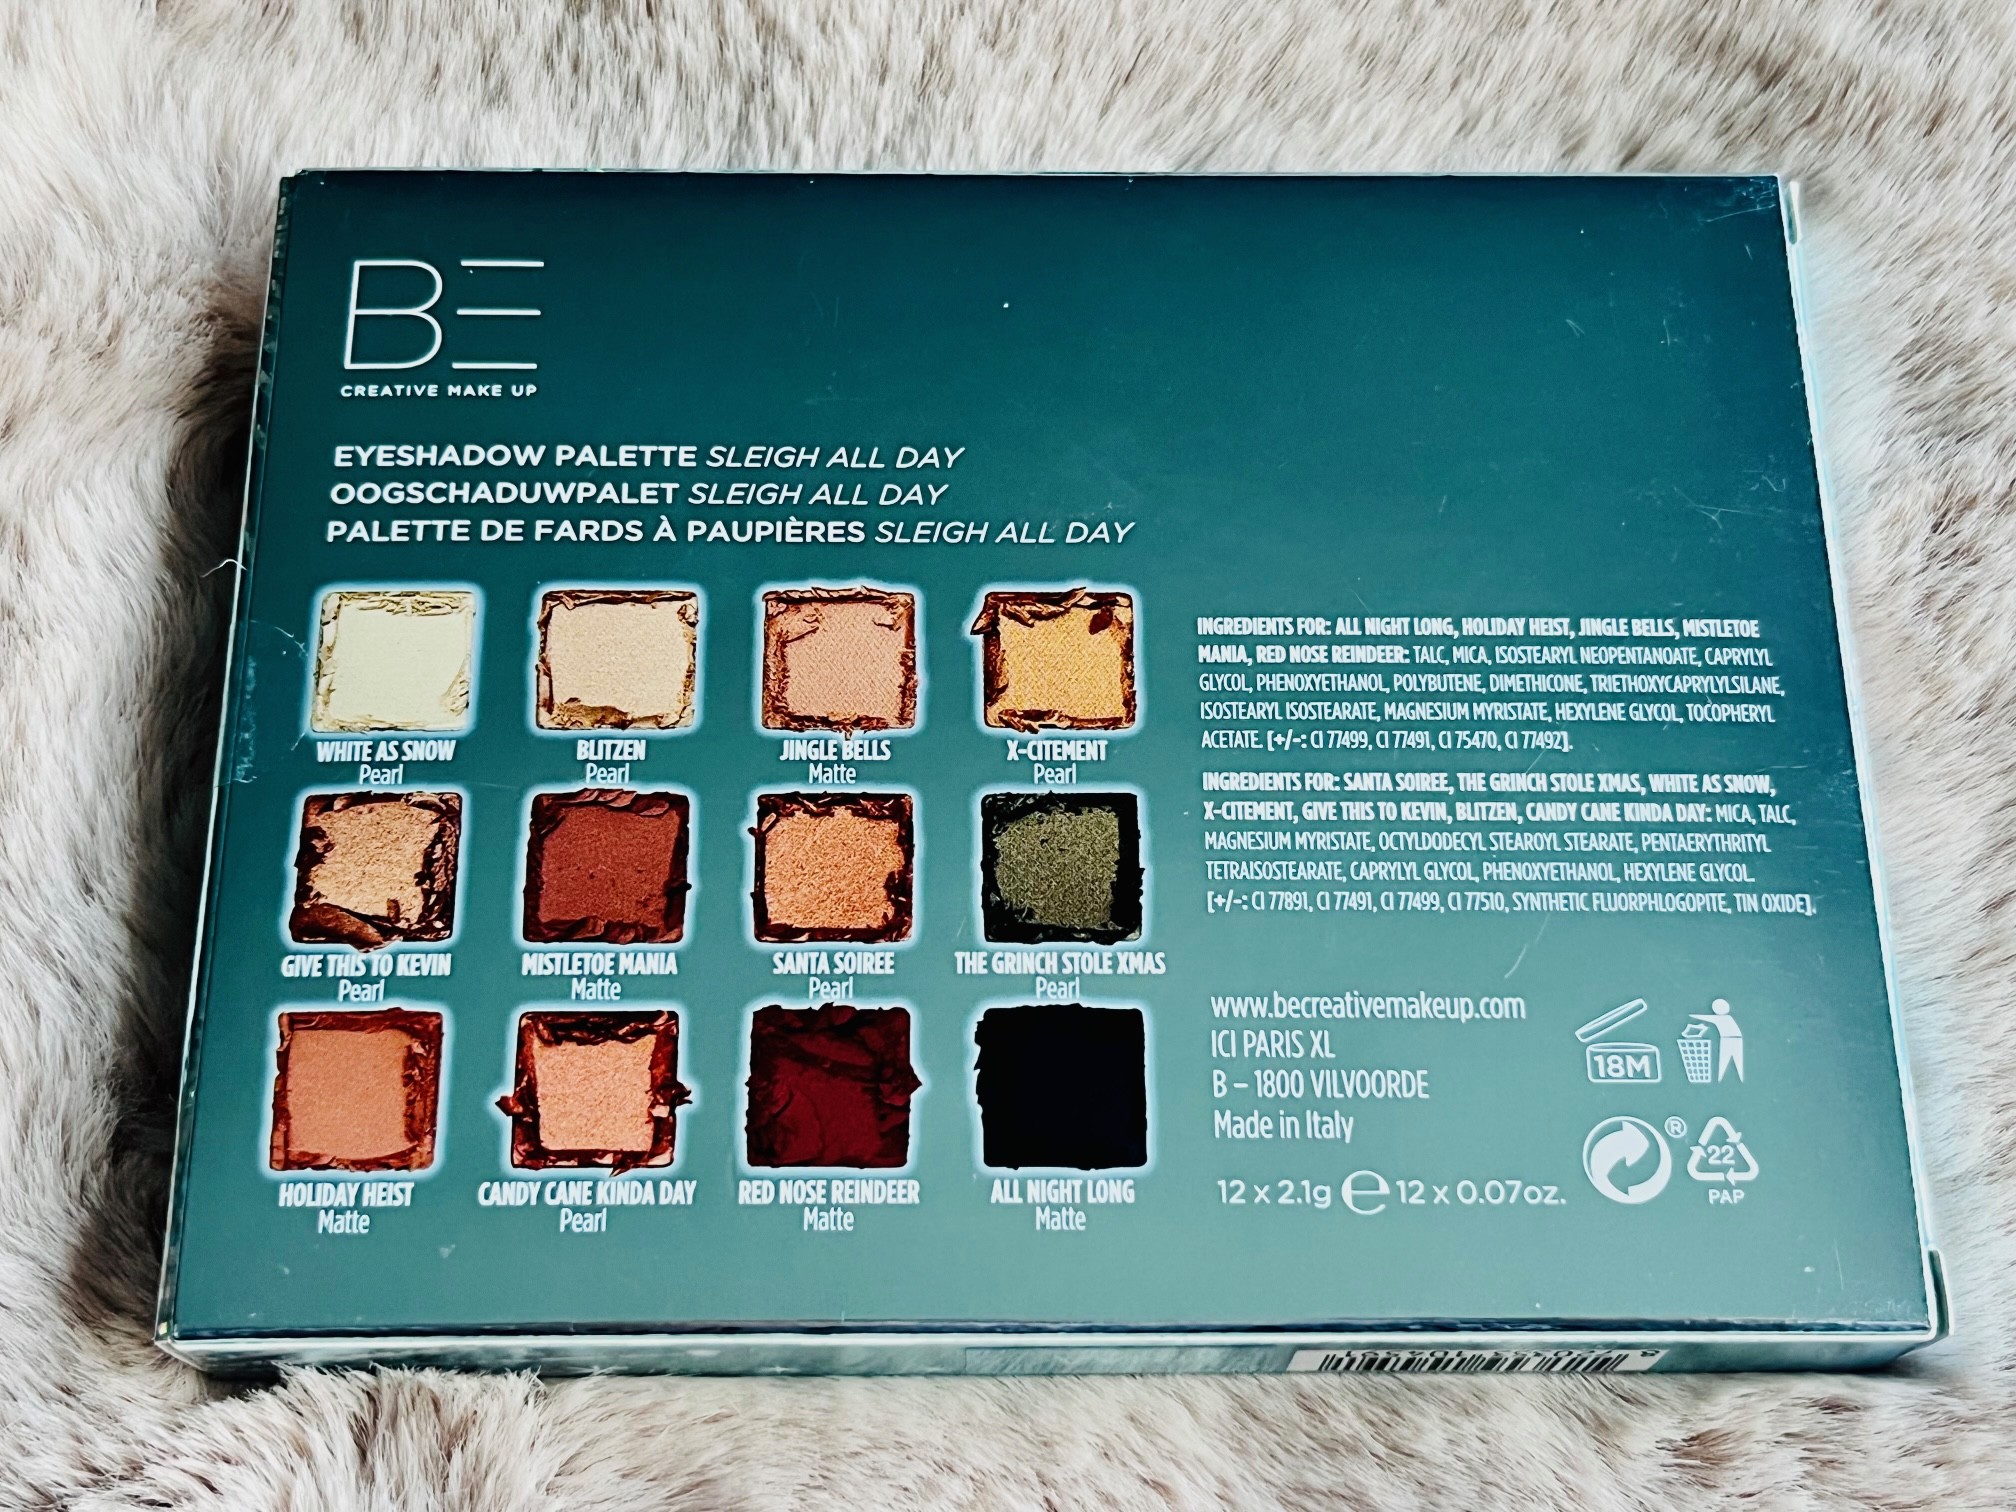 BE
CREATIVE MAKE UP
EYESHADOW PALETTE SLEIGH ALL DAY
OOGSCHADUWPALET SLEIGH ALL DAY
PALETTE DE FARDS À PAUPIÈRES SLEIGH ALL DAY
WHITE AS SNOW
Pearl
BLITZEN
Pearl
JINGLE BELLS
Matte
X-CITEMENT
Pearl
GIVE THIS TO KEVIN
Pearl
MISTLETOE MANIA
Matte
SANTA SOIREE
Pearl
THE GRINCH STOLE XMAS
Pearl
HOLIDAY HEIST
Matte
CANDY CANE KINDA DAY
Pearl
RED NOSE REINDEER
Matte
ALL NIGHT LONG
Matte
INGREDIENTS FOR: ALL NIGHT LONG, HOLIDAY HEIST, JINGLE BELLS, MISTLETOE
MANIA, RED NOSE REINDEER: TALC, MICA, ISOSTEARYL NEOPENTANOATE, CAPRYLYL
GLYCOL, PHENOXYETHANOL, POLYBUTENE, DIMETHICONE, TRIETHOXYCAPRYLYLSILANE,
ISOSTEARYL ISOSTEARATE, MAGNESIUM MYRISTATE, HEXYLENE GLYCOL, TOCOPHERYL
ACETATE. [+/-: CI 77499, CI 77491, CI 75470, CI 77492].
INGREDIENTS FOR: SANTA SOIREE, THE GRINCH STOLE XMAS, WHITE AS SNOW,
X-CITEMENT, GIVE THIS TO KEVIN, BLITZEN, CANDY CANE KINDA DAY: MICA, TALC,
MAGNESIUM MYRISTATE, OCTYLDODECYL STEAROYL STEARATE, PENTAERYTHRITYL
TETRAISOSTEARATE, CAPRYLYL GLYCOL, PHENOXYETHANOL, HEXYLENE GLYCOL.
[+/-: CI 77891, CI 77491, CI 77499, CI 77510, SYNTHETIC FLUORPHLOGOPITE, TIN OXIDE].
www.becreativemakeup.com
ICI PARIS XL
B – 1800 VILVOORDE
Made in Italy
12 x 2.1g e 12 x 0.07oz.
18M
®
22
PAP